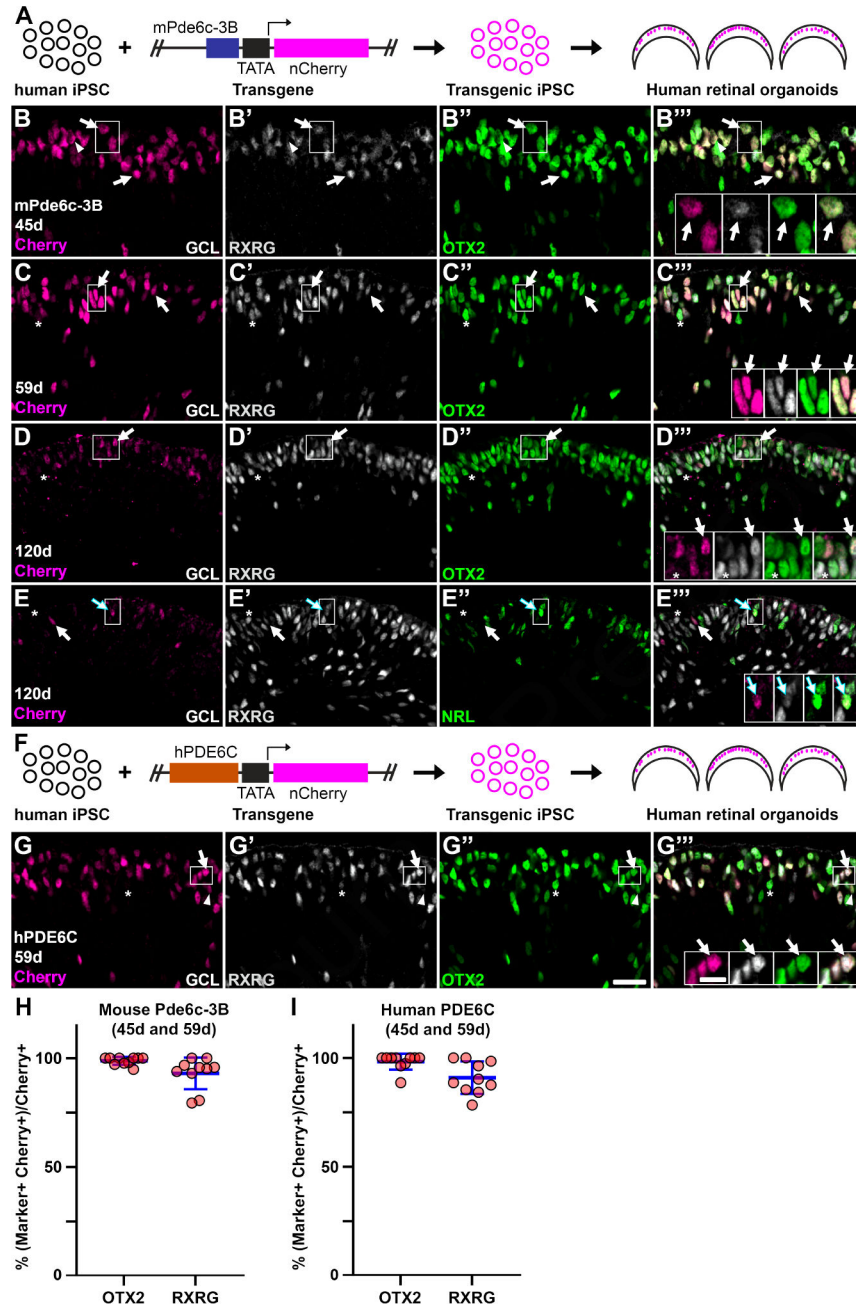 A
mPde6c-3B
+
TATA
nCherry
human iPSC
Transgene
Transgenic iPSC
Human retinal organoids
B
B'
B''
B'''
mPde6c-3B
45d
Cherry
GCL
RXRG
OTX2
C
C'
C''
C'''
*
*
*
*
59d
Cherry
GCL
RXRG
OTX2
D
D'
D''
D'''
*
*
*
*
120d
Cherry
GCL
RXRG
OTX2
* *
E
E'
E''
E'''
*
*
*
*
120d
Cherry
GCL
RXRG
NRL
F
hPDE6C
+
TATA
nCherry
human iPSC
Transgene
Transgenic iPSC
Human retinal organoids
G
G'
G''
G'''
*
*
*
*
hPDE6C
59d
Cherry
GCL
RXRG
OTX2
H
Mouse Pde6c-3B
(45d and 59d)
% (Marker+ Cherry+)/Cherry+
100
50
0
OTX2
RXRG
I
Human PDE6C
(45d and 59d)
% (Marker+ Cherry+)/Cherry+
100
50
0
OTX2
RXRG